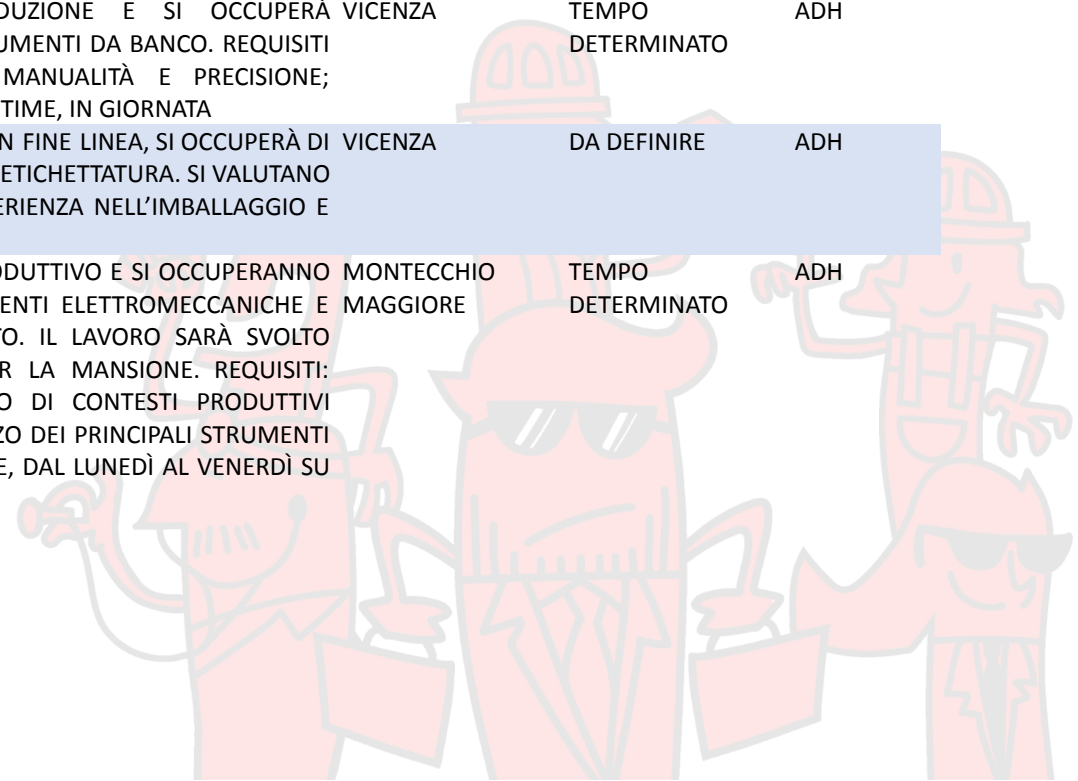 DUZIONE E SI OCCUPERÀ VICENZA TEMPO ADH
UMENTI DA BANCO. REQUISITI DETERMINATO
MANUALITÀ E PRECISIONE;
TIME, IN GIORNATA
N FINE LINEA, SI OCCUPERÀ DI VICENZA DA DEFINIRE ADH
ETICHETTATURA. SI VALUTANO
ERIENZA NELL'IMBALLAGGIO E
ODUTTIVO E SI OCCUPERANNO MONTECCHIO TEMPO ADH
ENTI ELETTROMECCANICHE E MAGGIORE DETERMINATO
TO. IL LAVORO SARÀ SVOLTO
R LA MANSIONE. REQUISITI:
O DI CONTESTI PRODUTTIVI
ZO DEI PRINCIPALI STRUMENTI
E, DAL LUNEDÌ AL VENERDÌ SU